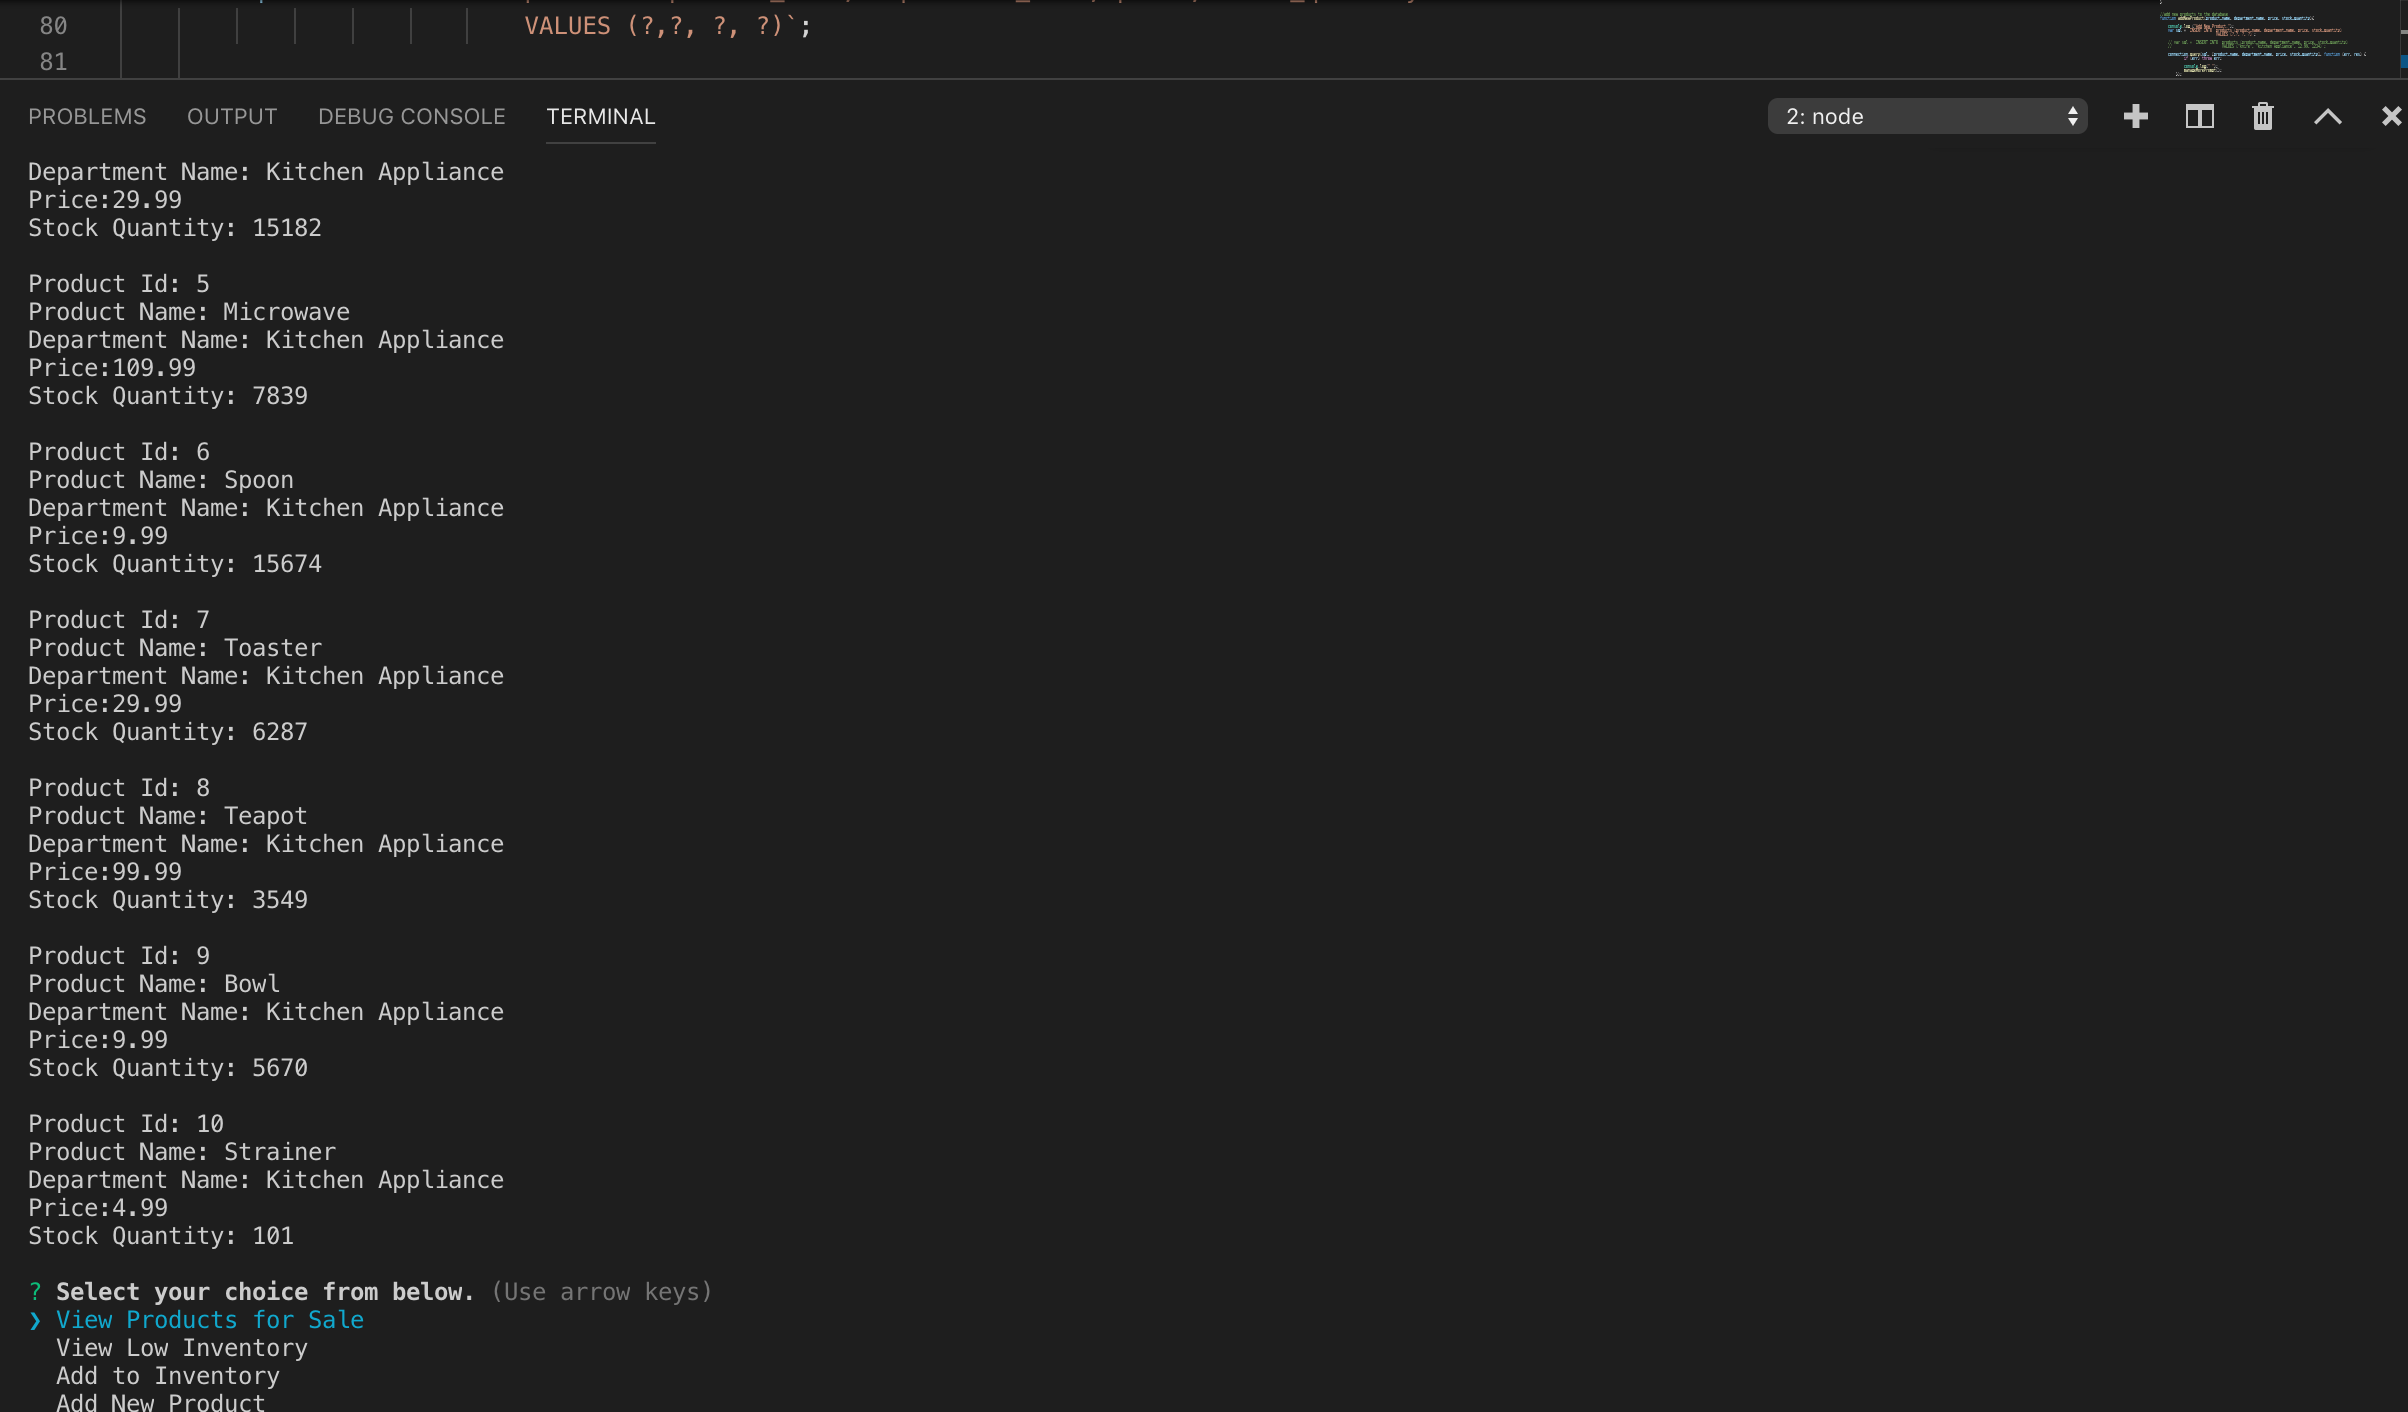 80 VALUES (?,?, ?, ?)`;
81
PROBLEMS OUTPUT DEBUG CONSOLE TERMINAL 2: node
Department Name: Kitchen Appliance
Price:29.99
Stock Quantity: 15182
Product Id: 5
Product Name: Microwave
Department Name: Kitchen Appliance
Price:109.99
Stock Quantity: 7839
Product Id: 6
Product Name: Spoon
Department Name: Kitchen Appliance
Price:9.99
Stock Quantity: 15674
Product Id: 7
Product Name: Toaster
Department Name: Kitchen Appliance
Price:29.99
Stock Quantity: 6287
Product Id: 8
Product Name: Teapot
Department Name: Kitchen Appliance
Price:99.99
Stock Quantity: 3549
Product Id: 9
Product Name: Bowl
Department Name: Kitchen Appliance
Price:9.99
Stock Quantity: 5670
Product Id: 10
Product Name: Strainer
Department Name: Kitchen Appliance
Price:4.99
Stock Quantity: 101
? Select your choice from below. (Use arrow keys)
❯ View Products for Sale
View Low Inventory
Add to Inventory
Add New Product